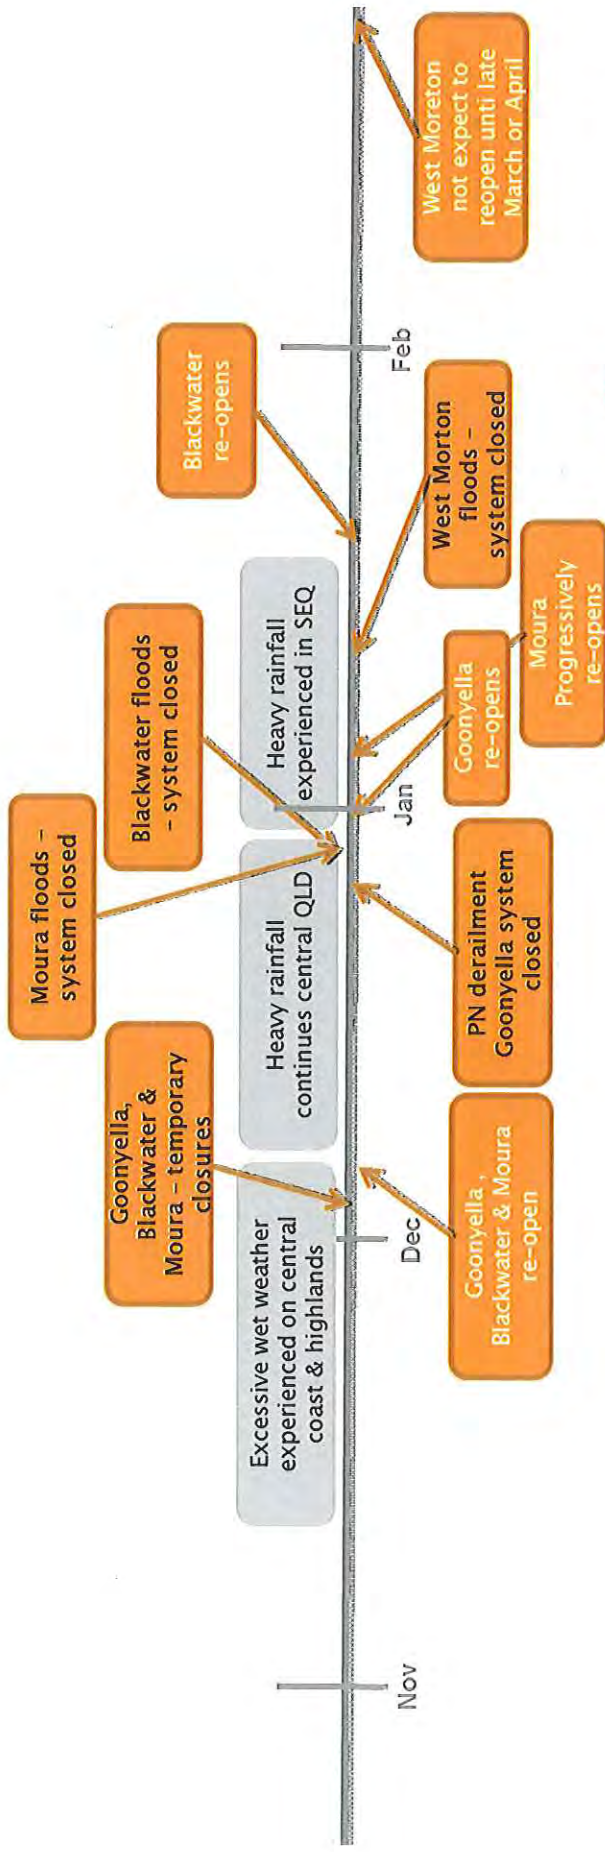 Moura floods –
system closed
Goonyella,
Blackwater &
Moura – temporary
closures
Blackwater floods
– system closed
Blackwater
re-opens
Excessive wet weather
experienced on central
coast & highlands
Heavy rainfall
continues central QLD
Heavy rainfall
experienced in SEQ
Nov
Dec
Jan
Feb
Goonyella ,
Blackwater & Moura
re-open
PN derailment
Goonyella system
closed
Goonyella
re-opens
Moura
Progressively
re-opens
West Morton
floods –
system closed
West Moreton
not expect to
reopen unti late
March or April